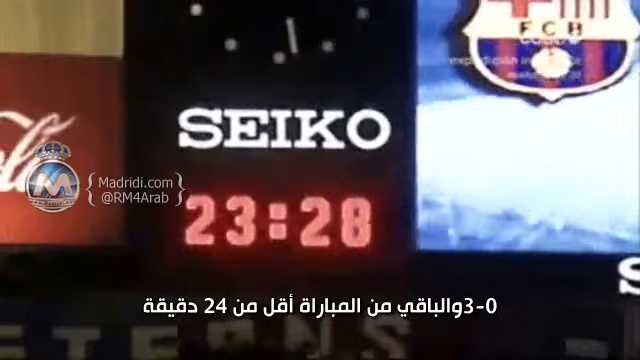 FCB
SEIKO
Madridi.com
@RM4Arab
23:28
3-0والباقي من المباراة أقل من 24 دقيقة